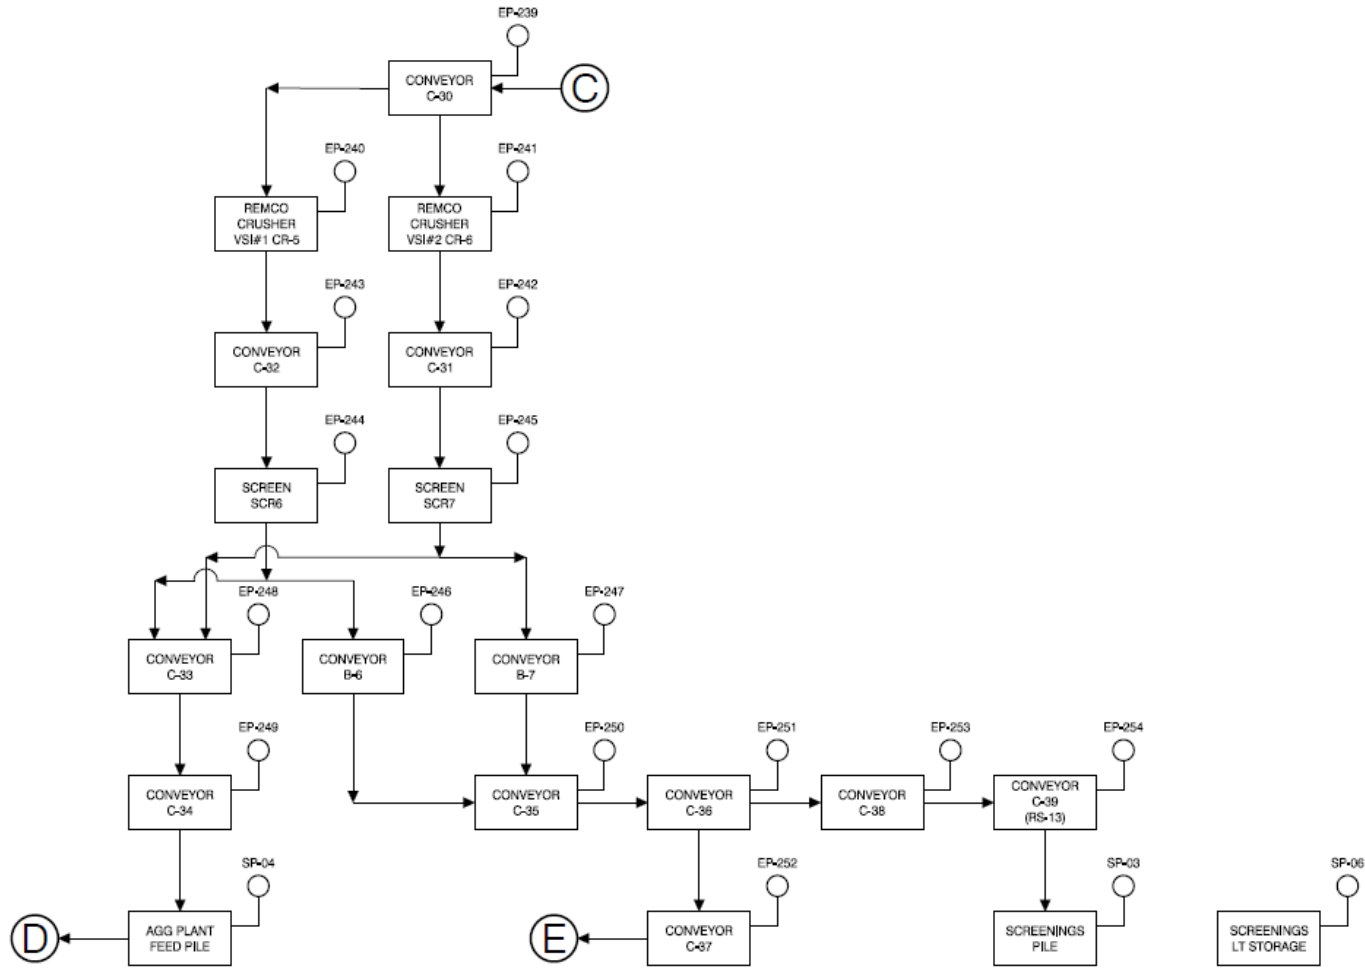 EP-239
CONVEYOR
C-30
C
EP-240
EP-241
REMCO
CRUSHER
VSI#1 CR-5
REMCO
CRUSHER
VSI#2 CR-6
EP-243
EP-242
CONVEYOR
C-32
CONVEYOR
C-31
EP-244
EP-245
SCREEN
SCR6
SCREEN
SCR7
EP-248
EP-246
EP-247
CONVEYOR
C-33
CONVEYOR
B-6
CONVEYOR
B-7
EP-249
EP-250
EP-251
EP-253
EP-254
CONVEYOR
C-34
CONVEYOR
C-35
CONVEYOR
C-36
CONVEYOR
C-38
CONVEYOR
C-39
(RS-13)
SP-04
EP-252
SP-03
SP-06
D
AGG PLANT
FEED PILE
E
CONVEYOR
C-37
SCREENINGS
PILE
SCREENINGS
LT STORAGE